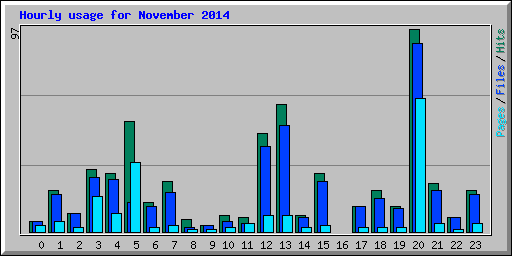 Hourly usage for November 2014
97
Pages / Files / Hits
0 1 2 3 4 5 6 7 8 9 10 11 12 13 14 15 16 17 18 19 20 21 22 23